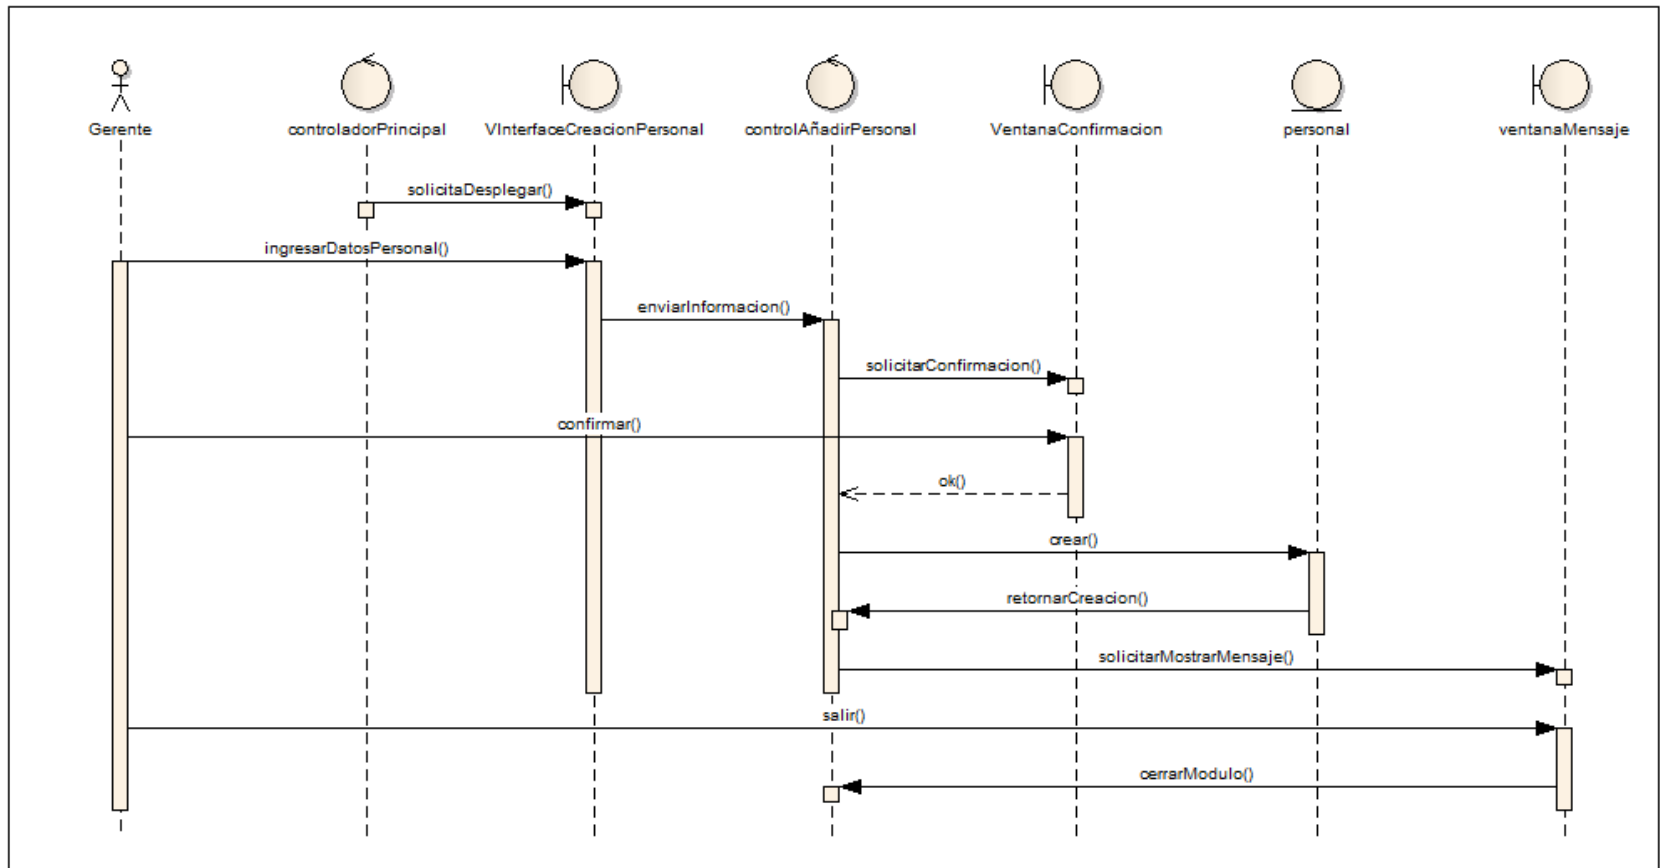 Gerente
controladorPrincipal
VInterfaceCreacionPersonal
controlAñadirPersonal
VentanaConfirmacion
personal
ventanaMensaje
solicitaDesplegar()
ingresarDatosPersonal()
enviarInformacion()
solicitarConfirmacion()
confirmar()
ok()
crear()
retornarCreacion()
solicitarMostrarMensaje()
salir()
cerrarModulo()